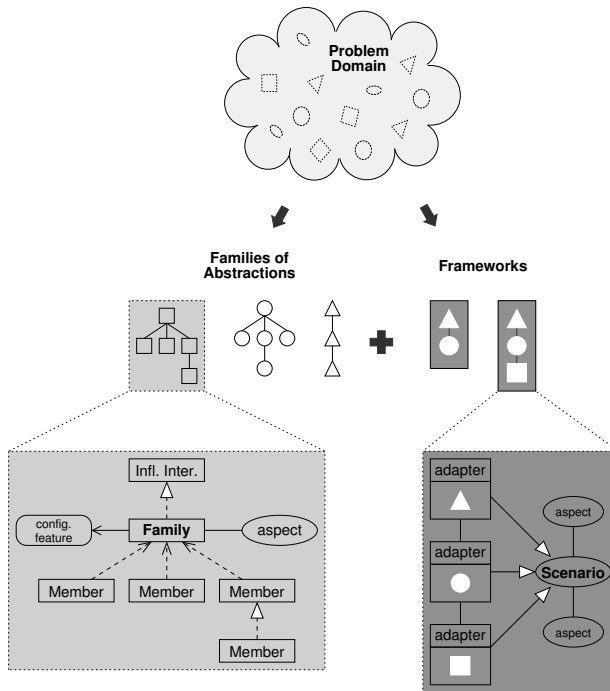 Problem
Domain
Families of
Abstractions
Frameworks
Infl. Inter.
config.
feature
Family
aspect
Member
Member
Member
Member
adapter
adapter
adapter
aspect
Scenario
aspect